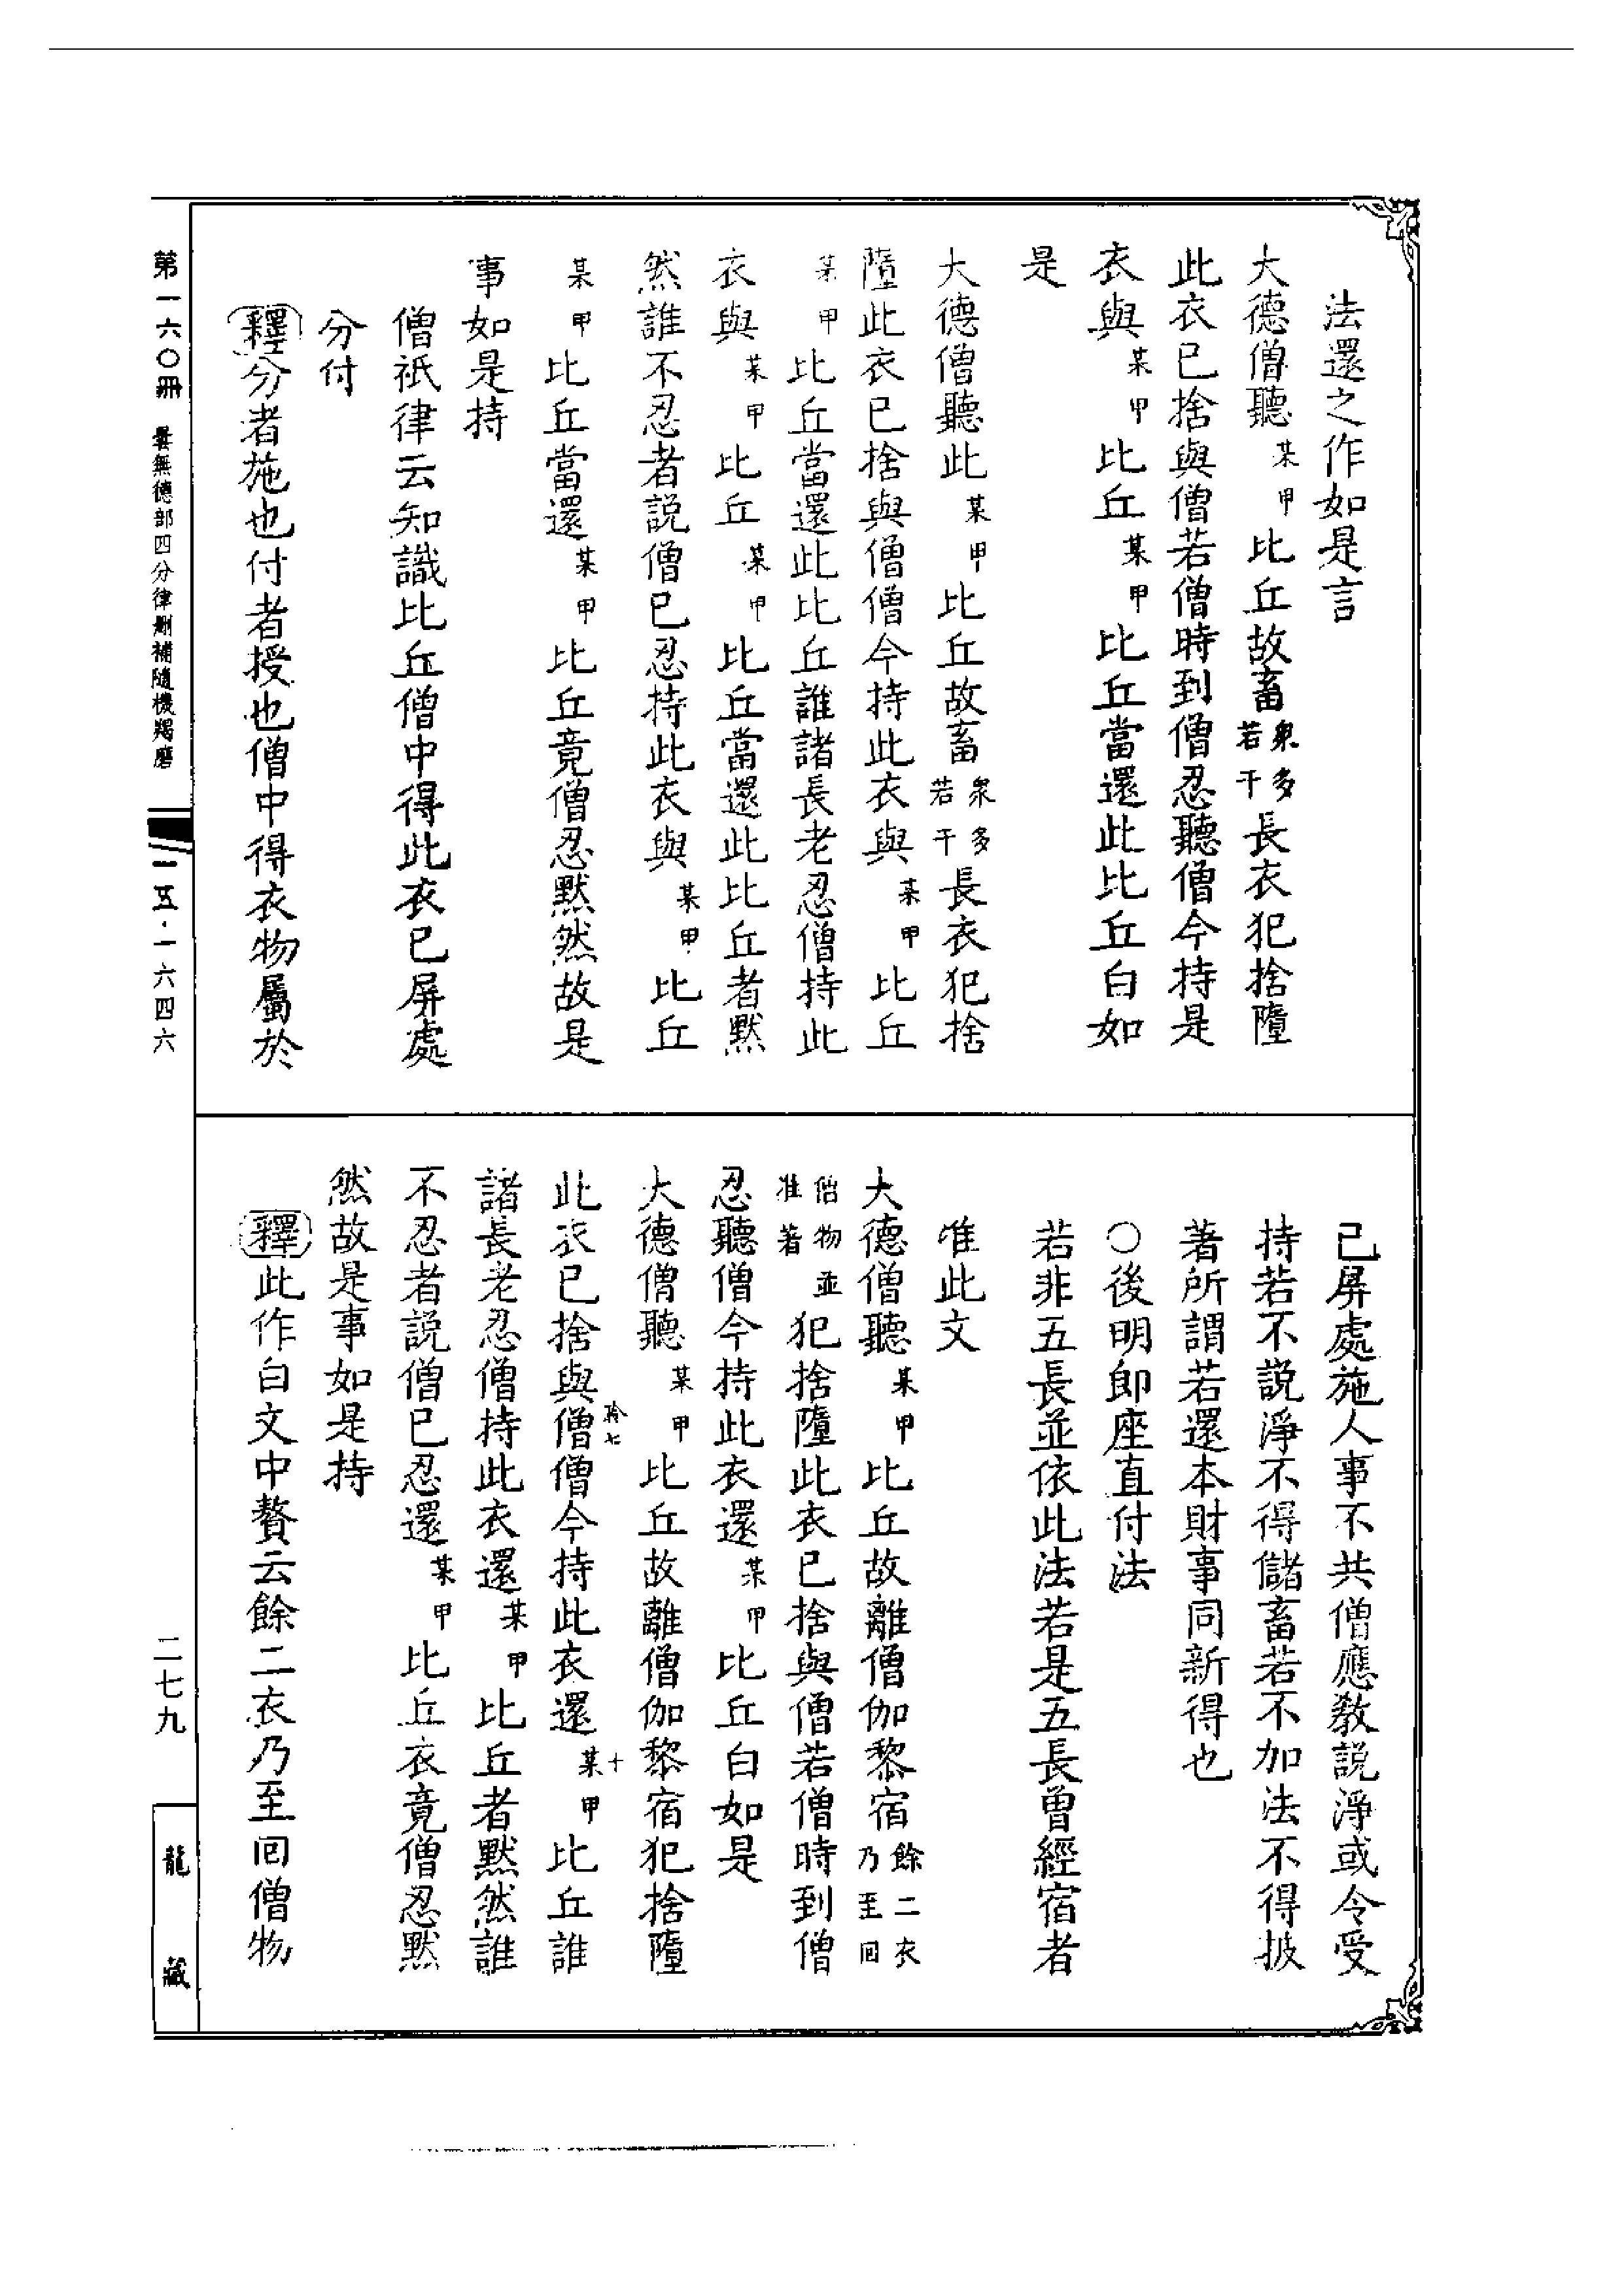 法還之作如是言
大德僧聽某甲比丘故畜衆多若干長衣犯捨墮
此衣已捨與僧若僧時到僧忍聽僧今持是
衣與某甲比丘某甲比丘當還此比丘白如
是
大德僧聽此某甲比丘故畜衆多若干長衣犯捨
墮此衣已捨與僧僧今持此衣與某甲比丘
某甲比丘當還此比丘誰諸長老忍僧持此
衣與某甲比丘某甲比丘當還此比丘者默
然誰不忍者說僧已忍持此衣與某甲比丘
某甲比丘當還某甲比丘竟僧忍默然故是
事如是持
僧祇律云知識比丘僧中得此衣已屏處
分付
釋分者施也付者授也僧中得衣物屬於
已屏處施人事不共僧應教說淨或令受
持若不說淨不得儲畜若不加法不得披
著所謂若還本財事同新得也
○後明即座直付法
若非五長並依此法若是五長曾經宿者
唯此文
大德僧聽某甲比丘故離僧伽黎宿餘二衣乃至回
僧物並准著犯捨墮此衣已捨與僧若僧時到僧
忍聽僧今持此衣還某甲比丘白如是
大德僧聽某甲比丘故離僧伽黎宿犯捨墮
此衣已捨與僧僧今持此衣還某甲比丘誰
諸長老忍僧持此衣還某甲比丘者默然誰
不忍者說僧已忍還某甲比丘衣竟僧忍默
然故是事如是持
釋此作白文中贅云餘二衣乃至回僧物
第一六〇冊 曇無德部四分律刪補隨機羯磨 一五·一六四六
二七九
龍藏